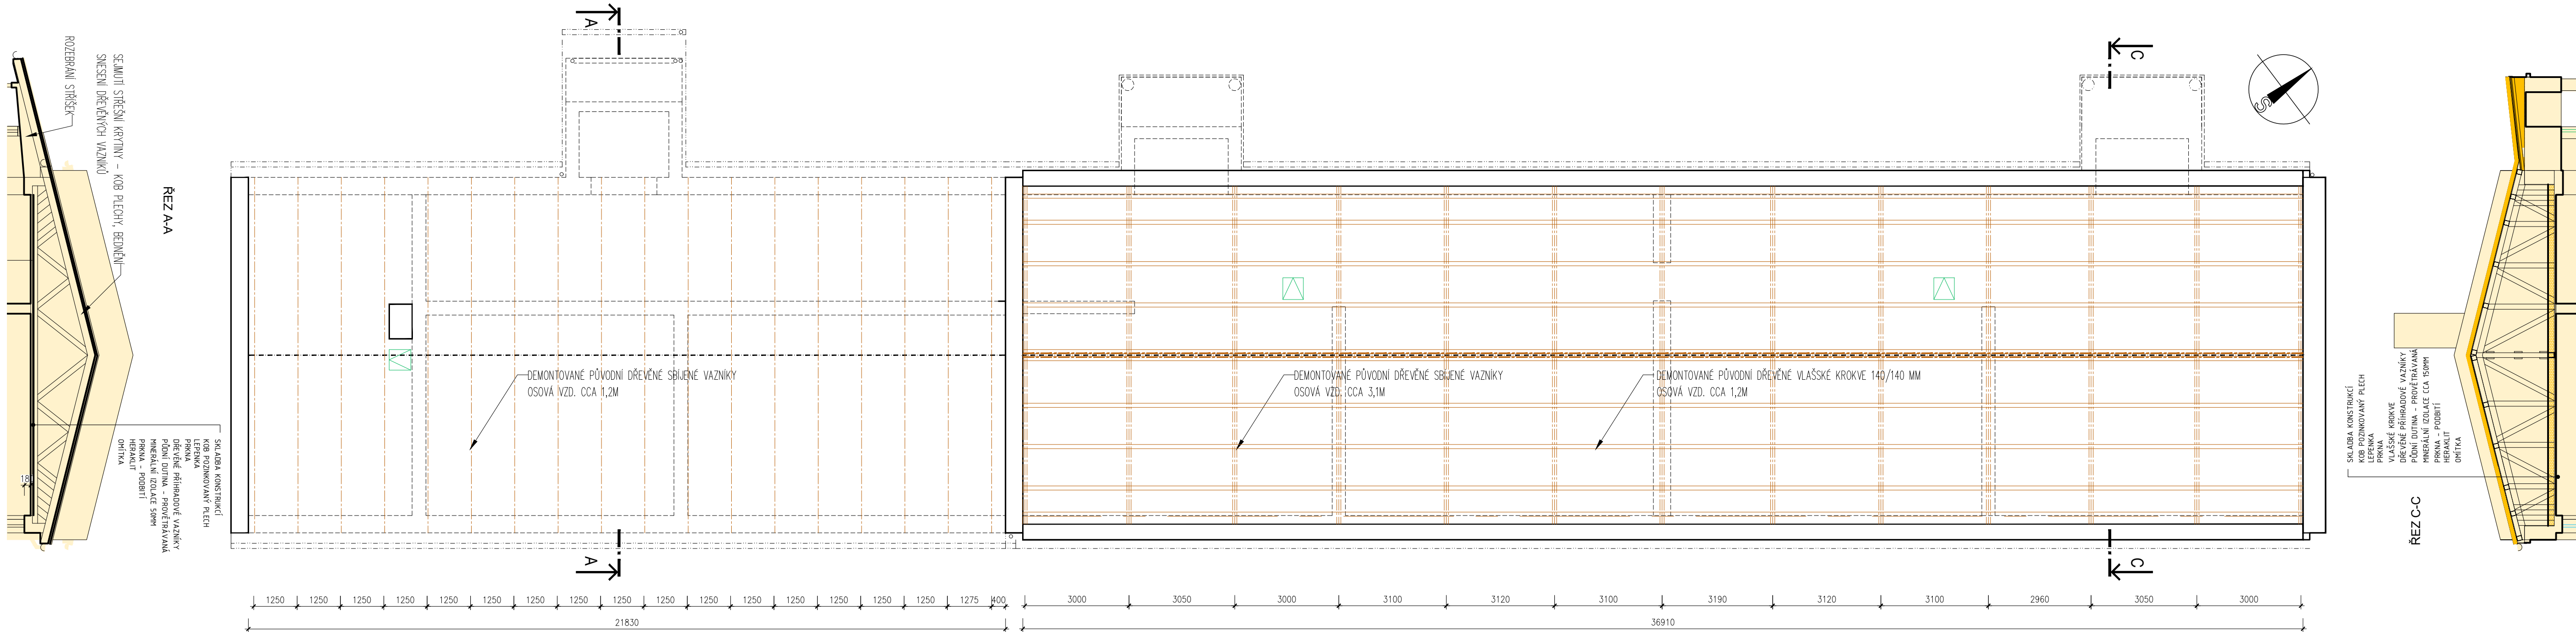 ROZEBRÁNÍ STŘÍŠEK
SEJMUTÍ STŘEŠNÍ KRYTINY - KOB PLECHY, BEDNĚNÍ
SNESENÍ DŘEVĚNÝCH VAZNÍKŮ
ŘEZ A-A
SKLADBA KONSTRUKCÍ
KOB POZINKOVANÝ PLECH
LEPENKA
PRKNA
DŘEVĚNÉ PŘÍHRADOVÉ VAZNÍKY
PŮDNÍ DUTINA - PROVĚTRÁVANÁ
MINERÁLNÍ IZOLACE 50MM
PRKNA - PODBITÍ
HERAKLIT
OMÍTKA
A
C
S
DEMONTOVANÉ PŮVODNÍ DŘEVĚNÉ SBÍJENÉ VAZNÍKY
OSOVÁ VZD. CCA 1,2M
DEMONTOVANÉ PŮVODNÍ DŘEVĚNÉ SBÍJENÉ VAZNÍKY
OSOVÁ VZD. CCA 3,1M
DEMONTOVANÉ PŮVODNÍ DŘEVĚNÉ VLAŠSKÉ KROKVE 140/140 MM
OSOVÁ VZD. CCA 1,2M
A
C
1250 1250 1250 1250 1250 1250 1250 1250 1250 1250 1250 1250 1250 1250 1250 1250 1275 400
3000 3050 3000 3100 3120 3100 3190 3120 3100 2960 3050 3000
21830
36910
SKLADBA KONSTRUKCÍ
KOB POZINKOVANÝ PLECH
LEPENKA
PRKNA
VLAŠSKÉ KROKVE
DŘEVĚNÉ PŘÍHRADOVÉ VAZNÍKY
PŮDNÍ DUTINA - PROVĚTRÁVANÁ
MINERÁLNÍ IZOLACE CCA 150MM
PRKNA - PODBITÍ
HERAKLIT
OMÍTKA
ŘEZ C-C